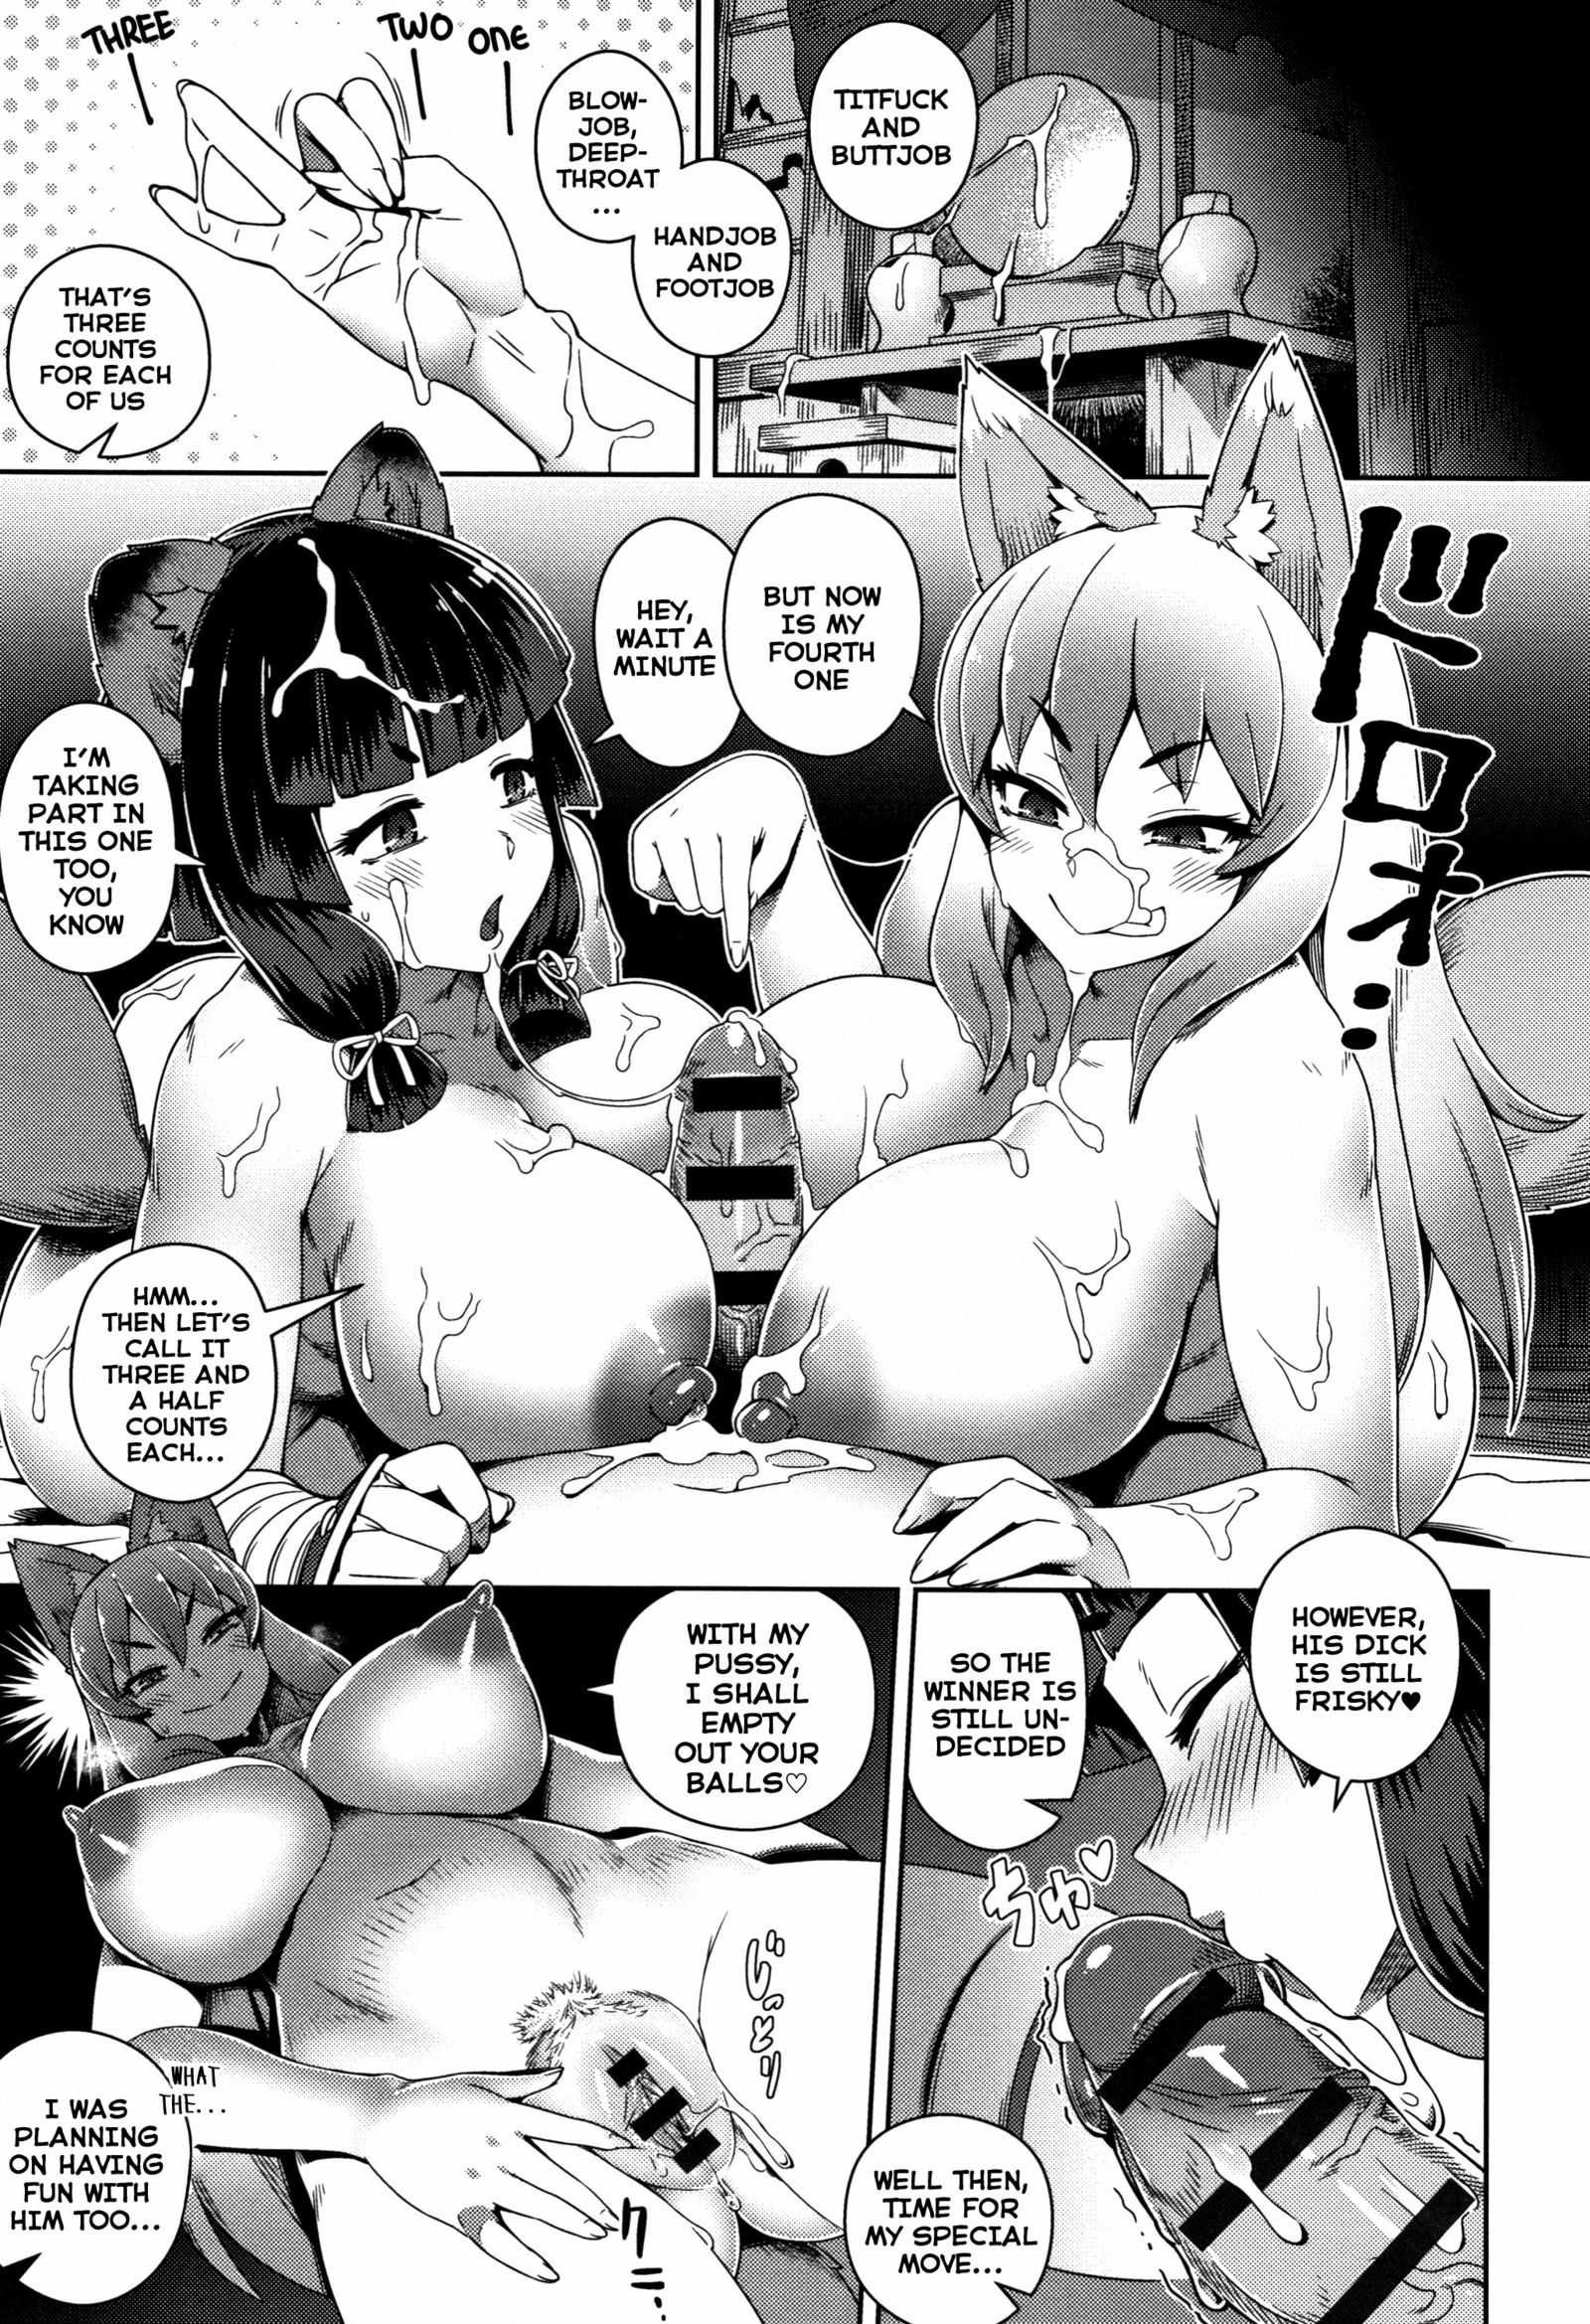 TITFUCK
AND
BUTTJOB
HANDJOB
AND
FOOTJOB
BLOW-
JOB,
DEEP-
THROAT
...
ONE
TWO
THREE
THAT'S
THREE
COUNTS
FOR EACH
OF US
ドロォ…
BUT NOW
IS MY
FOURTH
ONE
HEY,
WAIT A
MINUTE
I'M
TAKING
PART IN
THIS ONE
TOO,
YOU
KNOW
HMM...
THEN LET'S
CALL IT
THREE AND
A HALF
COUNTS
EACH...
HOWEVER,
HIS DICK
IS STILL
FRISKY♥
SO THE
WINNER IS
STILL UN-
DECIDED
ちゅ♡
WELL THEN,
TIME FOR
MY SPECIAL
MOVE...
WITH MY
PUSSY,
I SHALL
EMPTY
OUT YOUR
BALLS♡
じっとり
WHAT
THE...
I WAS
PLANNING
ON HAVING
FUN WITH
HIM TOO...